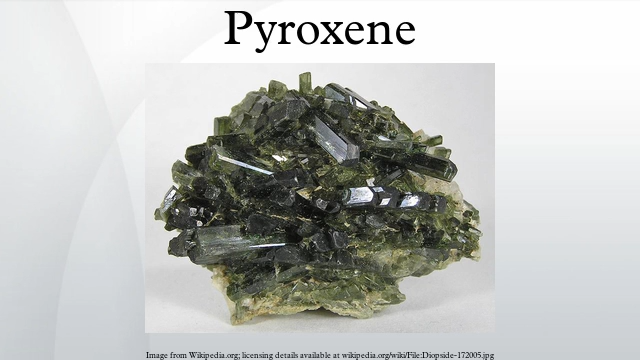 Pyroxene
Image from Wikipedia.org; licensing details available at wikipedia.org/wiki/File:Diopside-172005.jpg